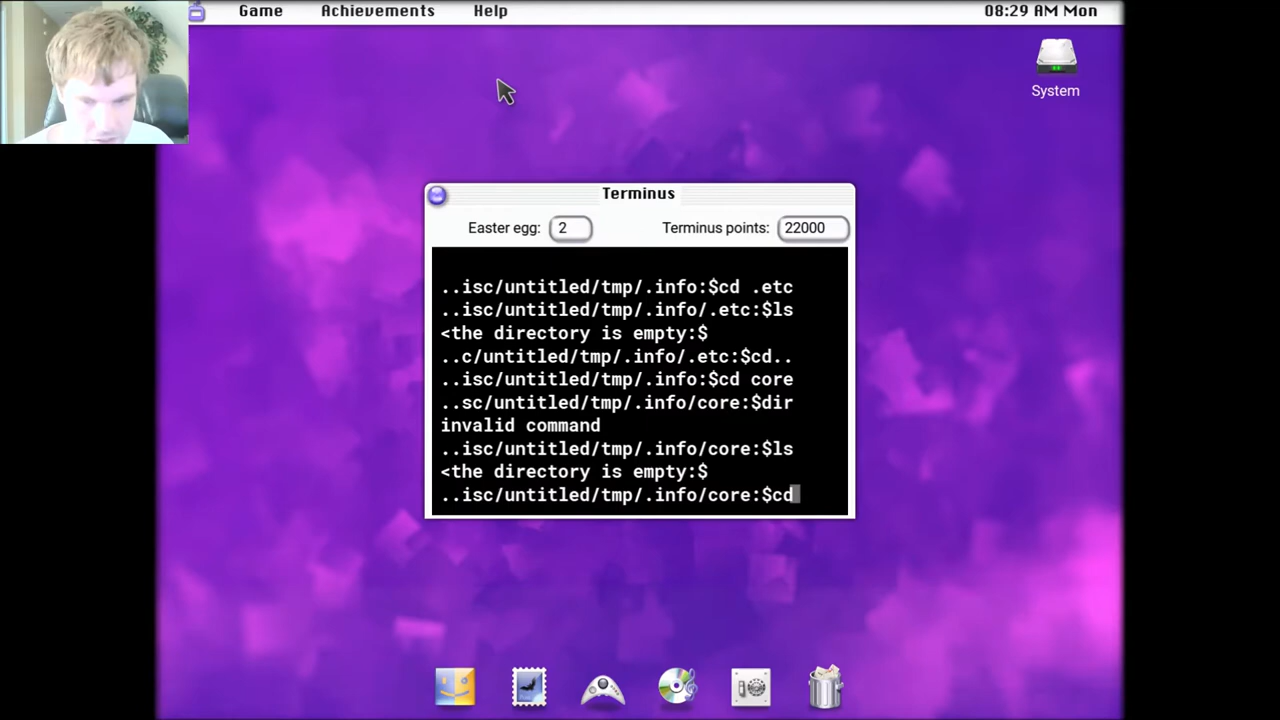 Game Achievements Help 08:29 AM Mon
System
Terminus
Easter egg: 2 Terminus points: 22000
..isc/untitled/tmp/.info:$cd .etc
..isc/untitled/tmp/.info/.etc:$ls
<the directory is empty:$
..c/untitled/tmp/.info/.etc:$cd..
..isc/untitled/tmp/.info:$cd core
..sc/untitled/tmp/.info/core:$dir
invalid command
..isc/untitled/tmp/.info/core:$ls
<the directory is empty:$
..isc/untitled/tmp/.info/core:$cd